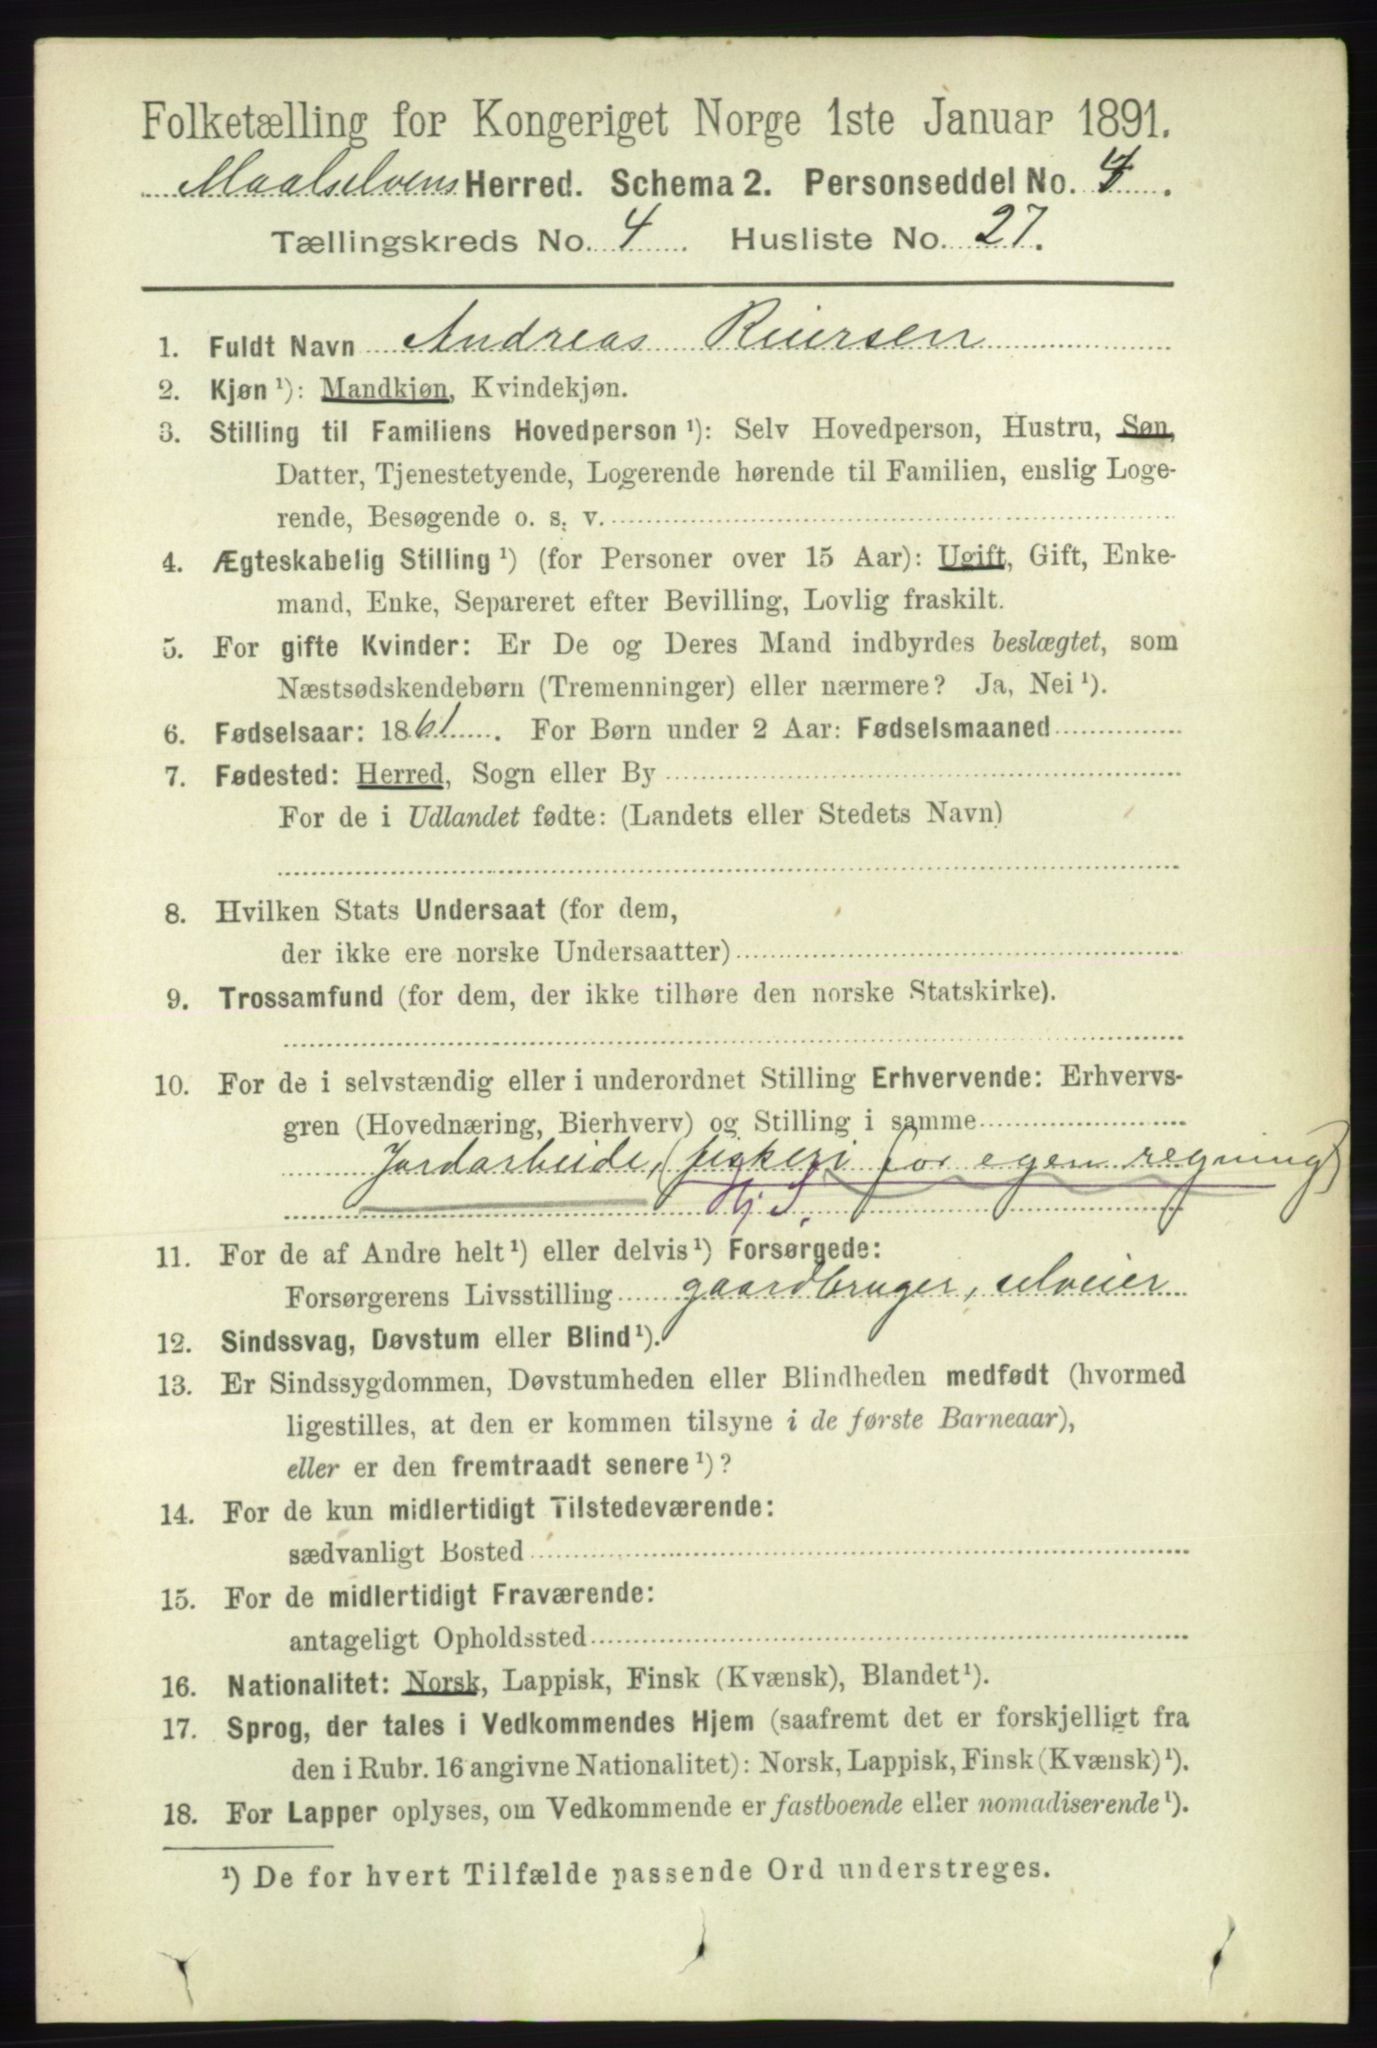 Folketælling for Kongeriget Norge 1ste Januar 1891.
Maalselvens Herred. Schema 2. Personseddel No. 4.
Tællingskreds No. 4. Husliste No. 27.
1. Fuldt Navn Andreas Reiersen
2. Kjøn ¹): Mandkjøn, Kvindekjøn.
3. Stilling til Familiens Hovedperson ¹): Selv Hovedperson, Hustru, Søn,
Datter, Tjenestetyende, Logerende hørende til Familien, enslig Loge-
rende, Besøgende o. s. v.
4. Ægteskabelig Stilling ¹) (for Personer over 15 Aar): Ugift, Gift, Enke-
mand, Enke, Separeret efter Bevilling, Lovlig fraskilt.
5. For gifte Kvinder: Er De og Deres Mand indbyrdes beslægtet, som
Næstsødskendebørn (Tremenninger) eller nærmere? Ja, Nei ¹).
6. Fødselsaar: 1861. For Børn under 2 Aar: Fødselsmaaned
7. Fødested: Herred, Sogn eller By
For de i Udlandet fødte: (Landets eller Stedets Navn)
8. Hvilken Stats Undersaat (for dem,
der ikke ere norske Undersaatter)
9. Trossamfund (for dem, der ikke tilhøre den norske Statskirke).
10. For de i selvstændig eller i underordnet Stilling Erhvervende: Erhvervs-
gren (Hovednæring, Bierhverv) og Stilling i samme
Jordarbeide, (fiskeri for egen regning)
Hj. S.
11. For de af Andre helt ¹) eller delvis ¹) Forsørgede:
Forsørgerens Livsstilling gaardbruger, selveier
12. Sindssvag, Døvstum eller Blind ¹).
13. Er Sindssygdommen, Døvstumheden eller Blindheden medfødt (hvormed
ligestilles, at den er kommen tilsyne i de første Barneaar),
eller er den fremtraadt senere ¹)?
14. For de kun midlertidigt Tilstedeværende:
sædvanligt Bosted
15. For de midlertidigt Fraværende:
antageligt Opholdssted
16. Nationalitet: Norsk, Lappisk, Finsk (Kvænsk), Blandet ¹).
17. Sprog, der tales i Vedkommendes Hjem (saafremt det er forskjelligt fra
den i Rubr. 16 angivne Nationalitet): Norsk, Lappisk, Finsk (Kvænsk) ¹).
18. For Lapper oplyses, om Vedkommende er fastboende eller nomadiserende ¹).
¹) De for hvert Tilfælde passende Ord understreges.